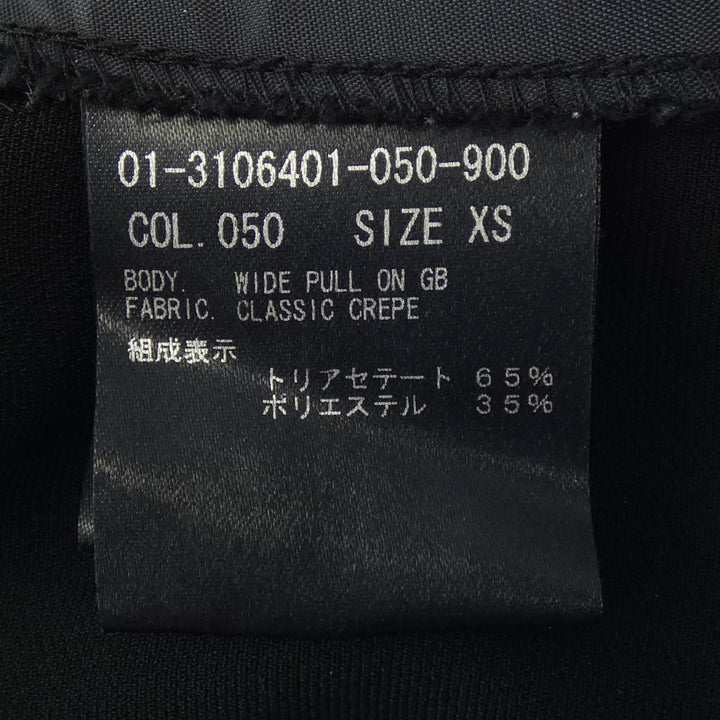 01-3106401-050-900
COL. 050 SIZE XS
BODY. WIDE PULL ON GB
FABRIC. CLASSIC CREPE
組成表示
トリアセテート 65%
ポリエステル 35%